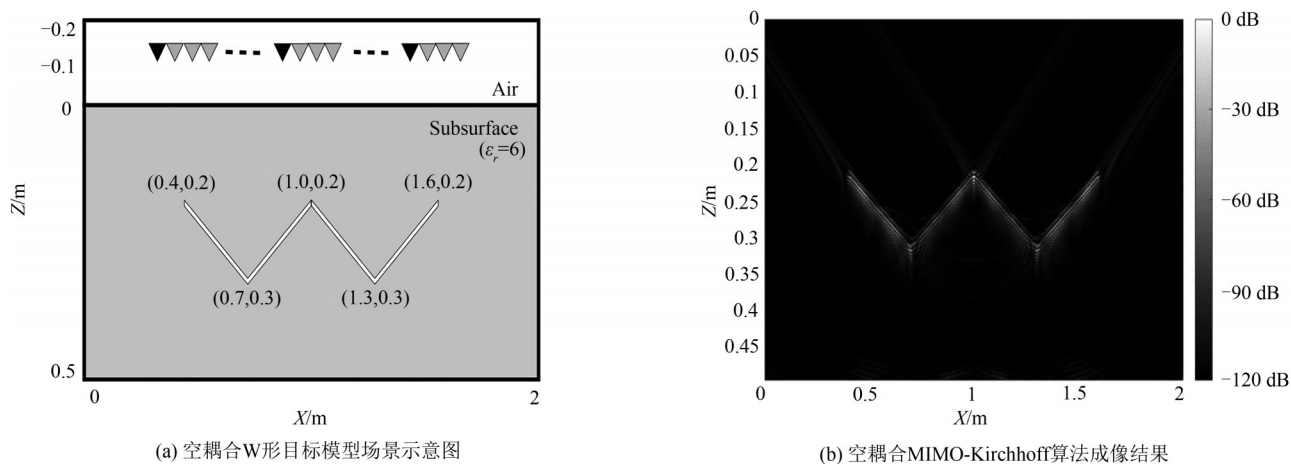 −0.2
−0.1
0
0.5
Z/m
Air
Subsurface
(εr=6)
(0.4,0.2)
(1.0,0.2)
(1.6,0.2)
(0.7,0.3)
(1.3,0.3)
0
2
X/m
(a) 空耦合W形目标模型场景示意图
0
0.05
0.1
0.15
0.2
0.25
0.3
0.35
0.4
0.45
Z/m
0
0.5
1
1.5
2
X/m
0 dB
−30 dB
−60 dB
−90 dB
−120 dB
(b) 空耦合MIMO-Kirchhoff算法成像结果